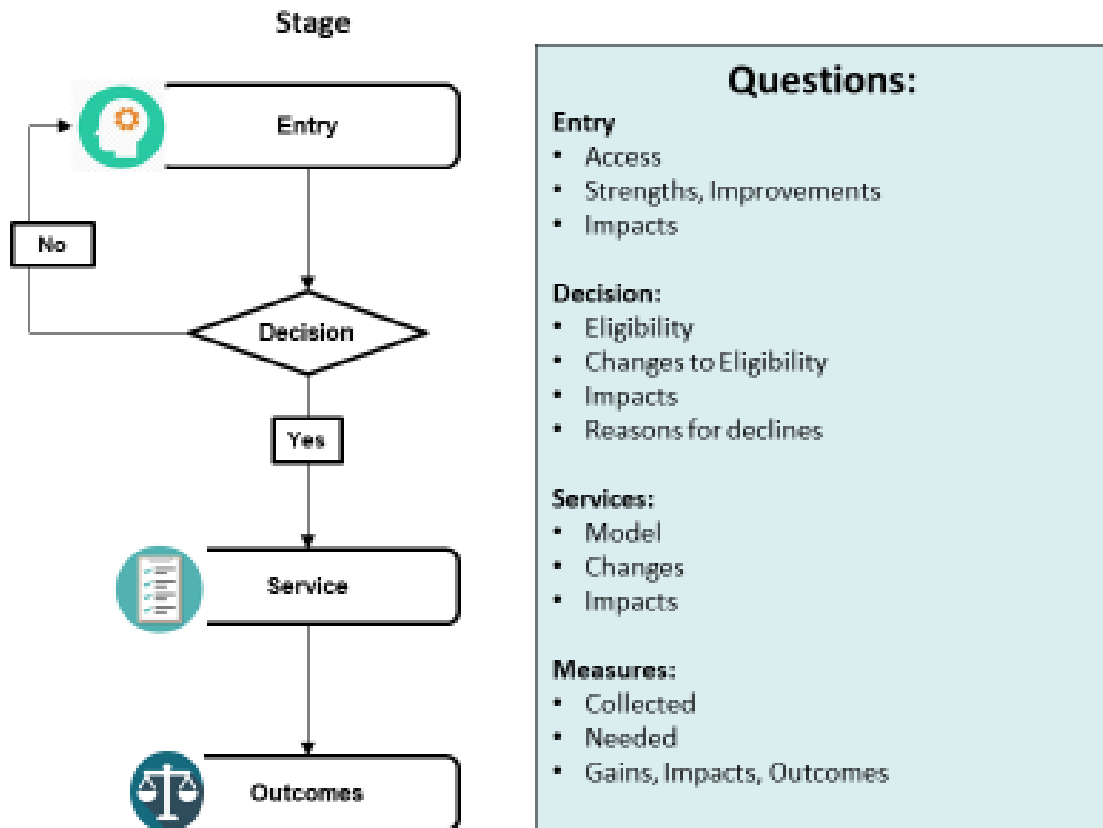 Stage
Entry
No
Decision
Yes
Service
Outcomes
Questions:
Entry
• Access
• Strengths, Improvements
• Impacts
Decision:
• Eligibility
• Changes to Eligibility
• Impacts
• Reasons for declines
Services:
• Model
• Changes
• Impacts
Measures:
• Collected
• Needed
• Gains, Impacts, Outcomes